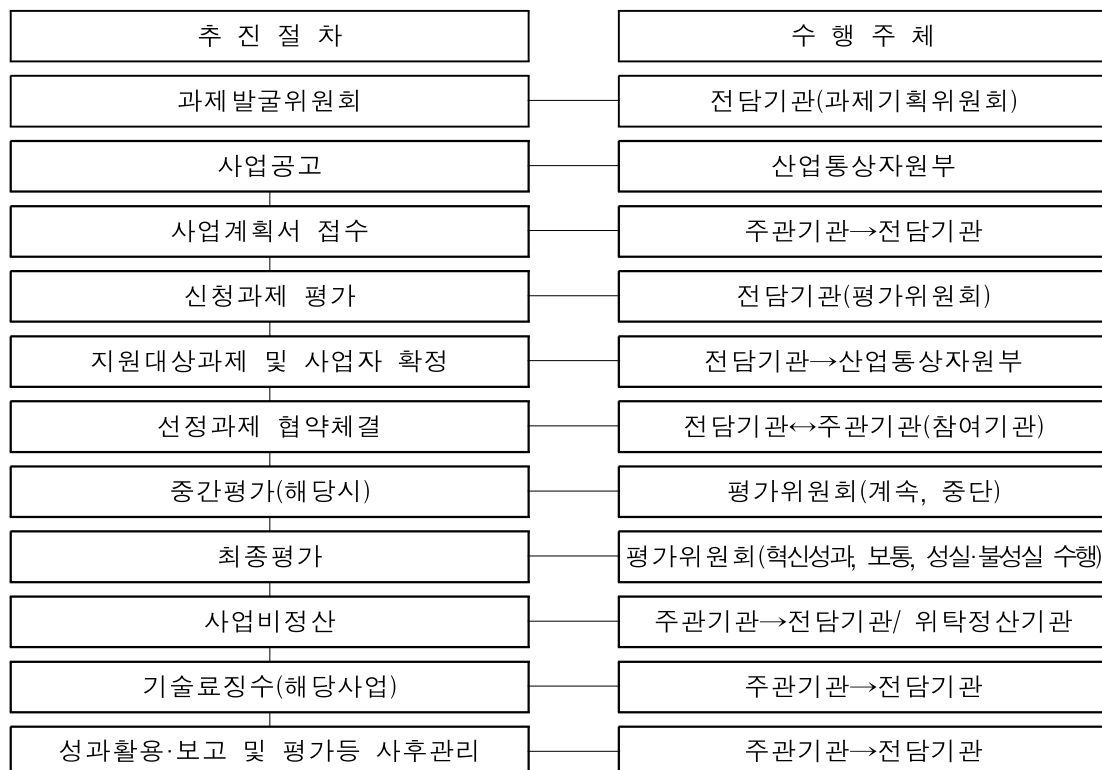 추 진 절 차 수 행 주 체
과제발굴위원회 전담기관(과제기획위원회)
사업공고 산업통상자원부
사업계획서 접수 주관기관→전담기관
신청과제 평가 전담기관(평가위원회)
지원대상과제 및 사업자 확정 전담기관→산업통상자원부
선정과제 협약체결 전담기관↔주관기관(참여기관)
중간평가(해당시) 평가위원회(계속, 중단)
최종평가 평가위원회(혁신성과, 보통, 성실·불성실 수행)
사업비정산 주관기관→전담기관/ 위탁정산기관
기술료징수(해당사업) 주관기관→전담기관
성과활용·보고 및 평가등 사후관리 주관기관→전담기관